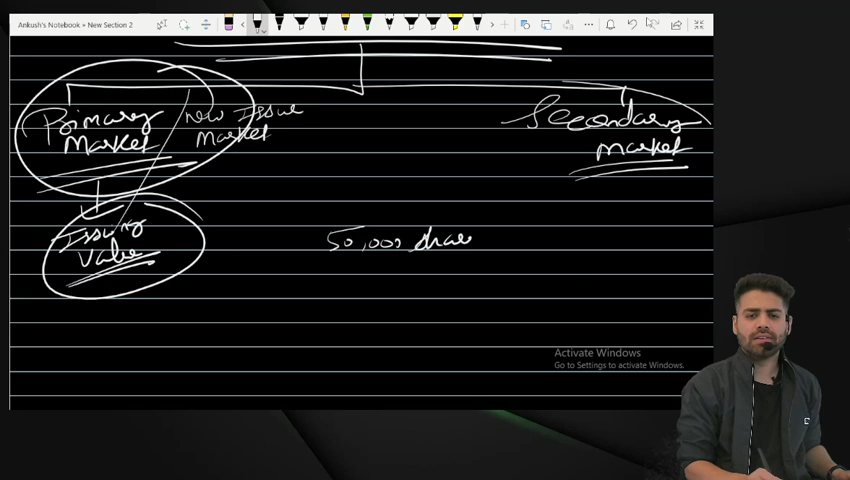 Ankush's Notebook • New Section 2
Primary
Market
New Issue
Market
Secondary
Market
Issuing
Value
50,000 share
Activate Windows
Go to Settings to activate Windows.